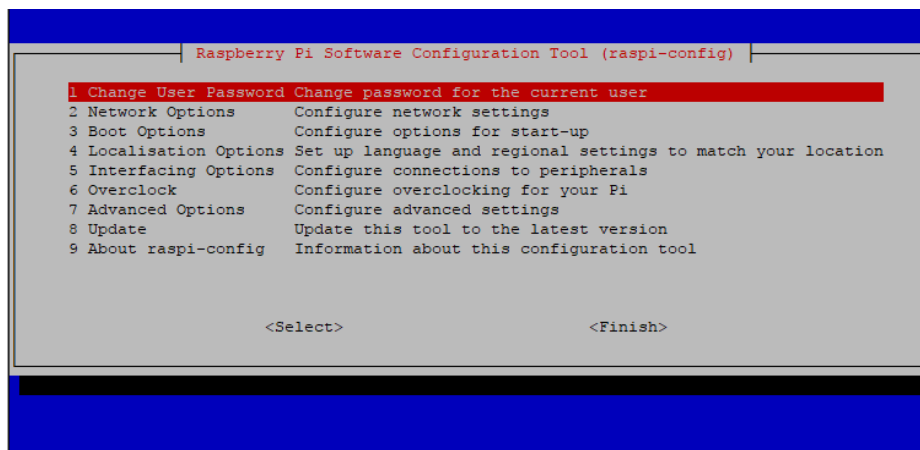 Raspberry Pi Software Configuration Tool (raspi-config)
1 Change User Password Change password for the current user
2 Network Options Configure network settings
3 Boot Options Configure options for start-up
4 Localisation Options Set up language and regional settings to match your location
5 Interfacing Options Configure connections to peripherals
6 Overclock Configure overclocking for your Pi
7 Advanced Options Configure advanced settings
8 Update Update this tool to the latest version
9 About raspi-config Information about this configuration tool
<Select> <Finish>